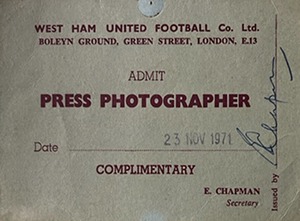 WEST HAM UNITED FOOTBALL Co. Ltd.
BOLEYN GROUND, GREEN STREET, LONDON, E.13
ADMIT
PRESS PHOTOGRAPHER
Date 23 NOV 1971
COMPLIMENTARY
E. CHAPMAN
Secretary
Issued by E Chapman